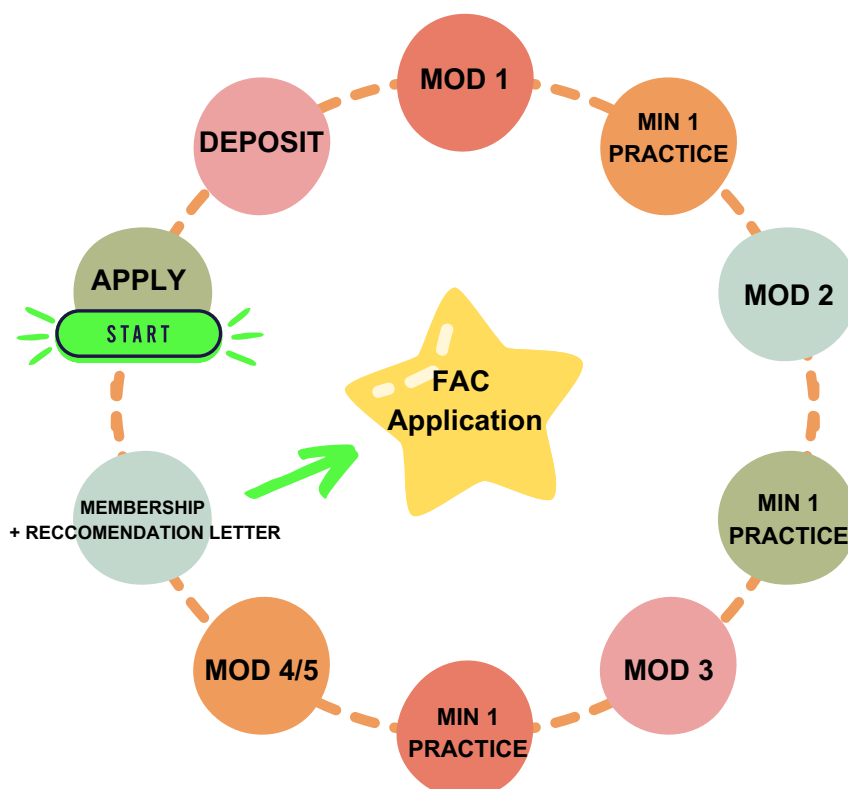 MOD 1
DEPOSIT
MIN 1
PRACTICE
APPLY
START
MOD 2
FAC
Application
MEMBERSHIP
+ RECCOMENDATION LETTER
MIN 1
PRACTICE
MOD 4/5
MOD 3
MIN 1
PRACTICE